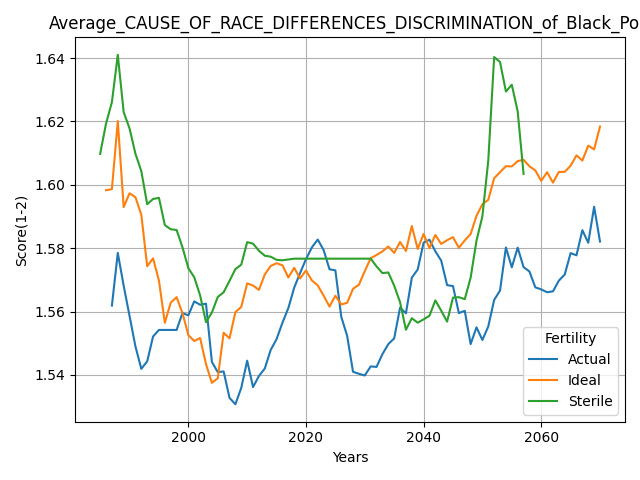 Average_CAUSE_OF_RACE_DIFFERENCES_DISCRIMINATION_of_Black_Po
1.64
1.62
1.60
1.58
1.56
1.54
Score(1-2)
2000 2020 2040 2060
Years
Fertility
Actual
Ideal
Sterile